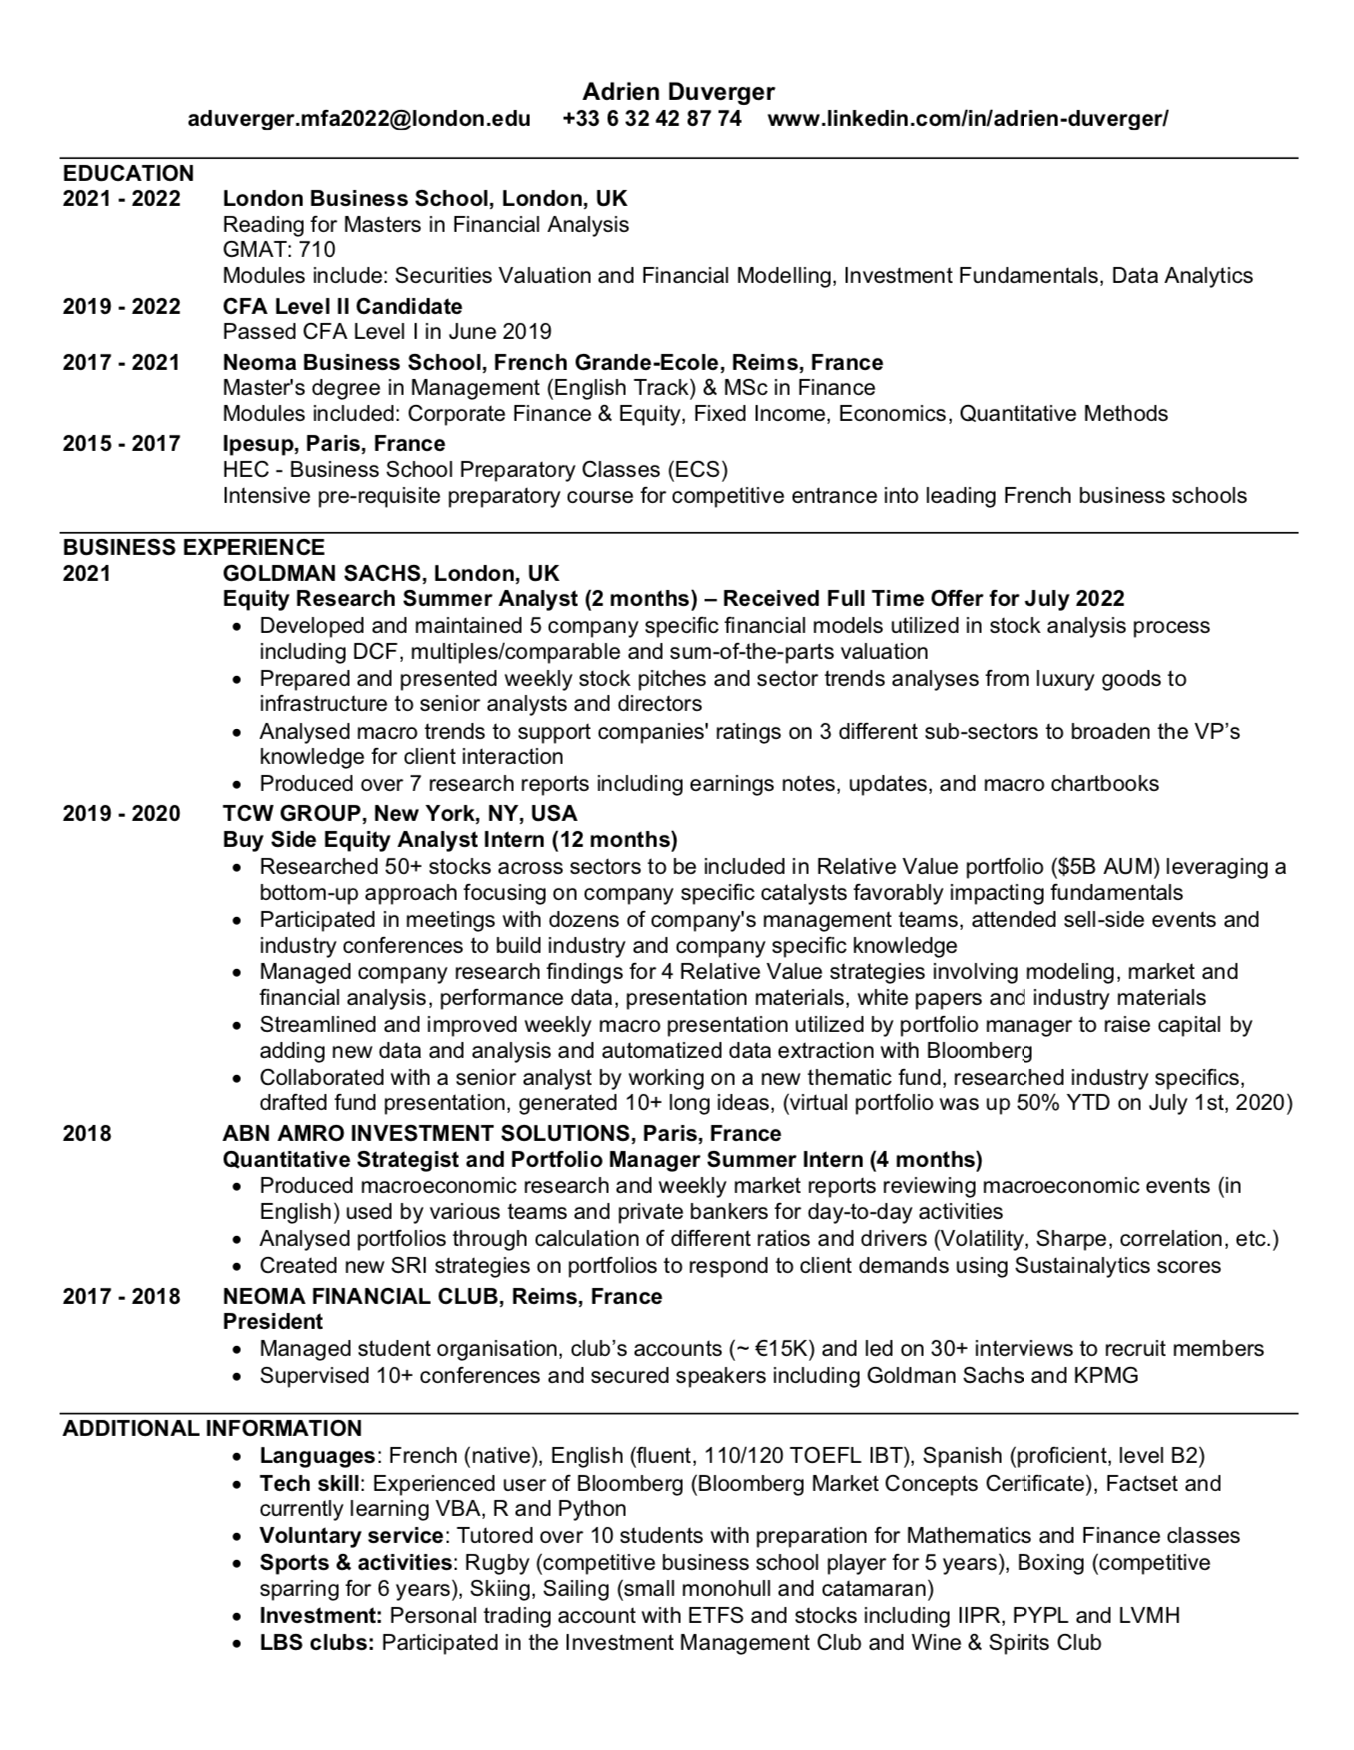 Adrien Duverger
aduverger.mfa2022@london.edu +33 6 32 42 87 74 www.linkedin.com/in/adrien-duverger/
EDUCATION
2021 - 2022 London Business School, London, UK
Reading for Masters in Financial Analysis
GMAT: 710
Modules include: Securities Valuation and Financial Modelling, Investment Fundamentals, Data Analytics
2019 - 2022 CFA Level II Candidate
Passed CFA Level I in June 2019
2017 - 2021 Neoma Business School, French Grande-Ecole, Reims, France
Master's degree in Management (English Track) & MSc in Finance
Modules included: Corporate Finance & Equity, Fixed Income, Economics, Quantitative Methods
2015 - 2017 Ipesup, Paris, France
HEC - Business School Preparatory Classes (ECS)
Intensive pre-requisite preparatory course for competitive entrance into leading French business schools
BUSINESS EXPERIENCE
2021 GOLDMAN SACHS, London, UK
Equity Research Summer Analyst (2 months) – Received Full Time Offer for July 2022
• Developed and maintained 5 company specific financial models utilized in stock analysis process
including DCF, multiples/comparable and sum-of-the-parts valuation
• Prepared and presented weekly stock pitches and sector trends analyses from luxury goods to
infrastructure to senior analysts and directors
• Analysed macro trends to support companies' ratings on 3 different sub-sectors to broaden the VP’s
knowledge for client interaction
• Produced over 7 research reports including earnings notes, updates, and macro chartbooks
2019 - 2020 TCW GROUP, New York, NY, USA
Buy Side Equity Analyst Intern (12 months)
• Researched 50+ stocks across sectors to be included in Relative Value portfolio ($5B AUM) leveraging a
bottom-up approach focusing on company specific catalysts favorably impacting fundamentals
• Participated in meetings with dozens of company's management teams, attended sell-side events and
industry conferences to build industry and company specific knowledge
• Managed company research findings for 4 Relative Value strategies involving modeling, market and
financial analysis, performance data, presentation materials, white papers and industry materials
• Streamlined and improved weekly macro presentation utilized by portfolio manager to raise capital by
adding new data and analysis and automatized data extraction with Bloomberg
• Collaborated with a senior analyst by working on a new thematic fund, researched industry specifics,
drafted fund presentation, generated 10+ long ideas, (virtual portfolio was up 50% YTD on July 1st, 2020)
2018 ABN AMRO INVESTMENT SOLUTIONS, Paris, France
Quantitative Strategist and Portfolio Manager Summer Intern (4 months)
• Produced macroeconomic research and weekly market reports reviewing macroeconomic events (in
English) used by various teams and private bankers for day-to-day activities
• Analysed portfolios through calculation of different ratios and drivers (Volatility, Sharpe, correlation, etc.)
• Created new SRI strategies on portfolios to respond to client demands using Sustainalytics scores
2017 - 2018 NEOMA FINANCIAL CLUB, Reims, France
President
• Managed student organisation, club’s accounts (~ €15K) and led on 30+ interviews to recruit members
• Supervised 10+ conferences and secured speakers including Goldman Sachs and KPMG
ADDITIONAL INFORMATION
• Languages: French (native), English (fluent, 110/120 TOEFL IBT), Spanish (proficient, level B2)
• Tech skill: Experienced user of Bloomberg (Bloomberg Market Concepts Certificate), Factset and
currently learning VBA, R and Python
• Voluntary service: Tutored over 10 students with preparation for Mathematics and Finance classes
• Sports & activities: Rugby (competitive business school player for 5 years), Boxing (competitive
sparring for 6 years), Skiing, Sailing (small monohull and catamaran)
• Investment: Personal trading account with ETFS and stocks including IIPR, PYPL and LVMH
• LBS clubs: Participated in the Investment Management Club and Wine & Spirits Club